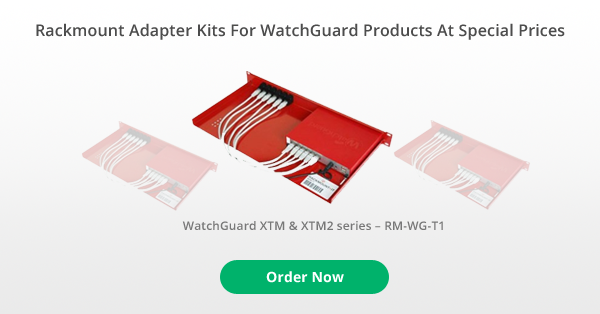 Rackmount Adapter Kits For WatchGuard Products At Special Prices
WatchGuard XTM & XTM2 series – RM-WG-T1
Order Now